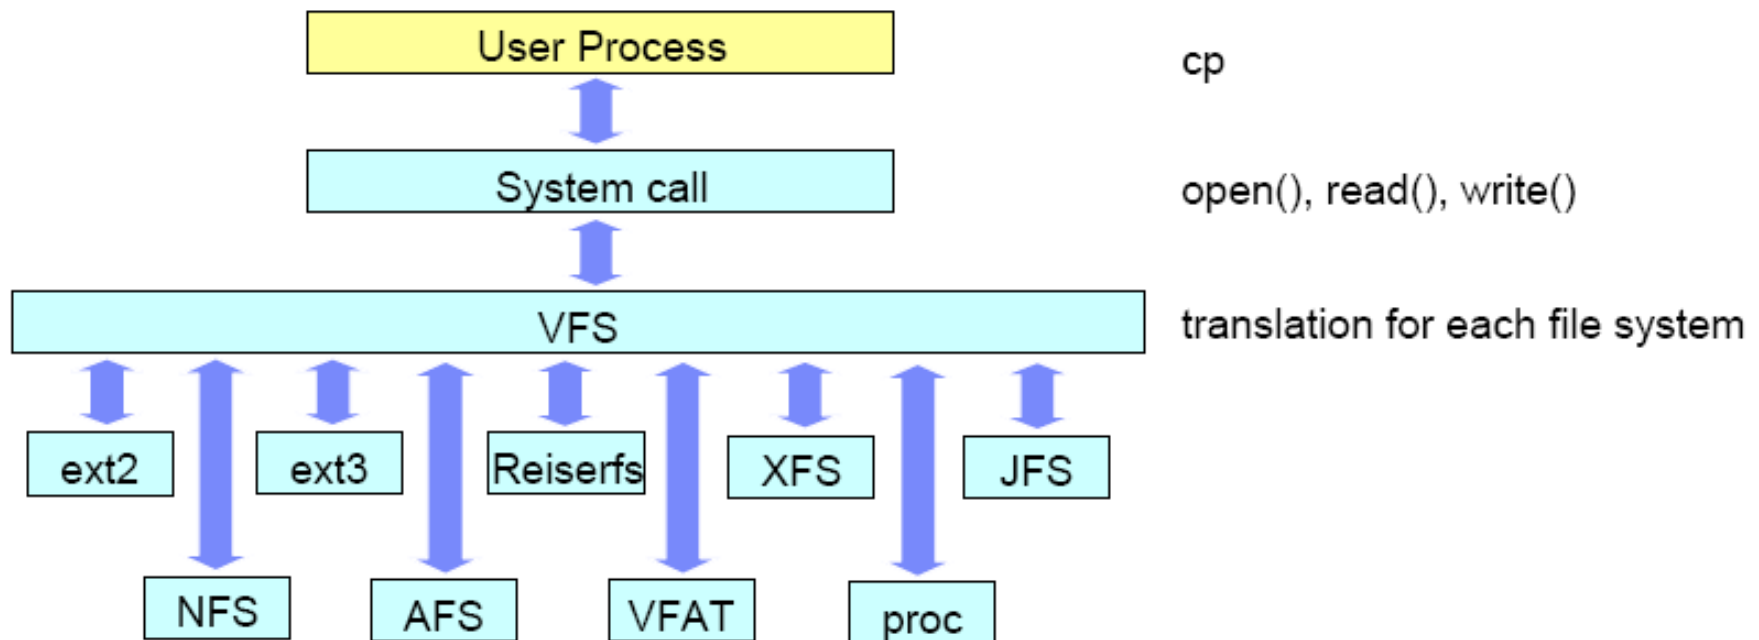 User Process
cp
System call
open(), read(), write()
VFS
translation for each file system
ext2
ext3
Reiserfs
XFS
JFS
NFS
AFS
VFAT
proc